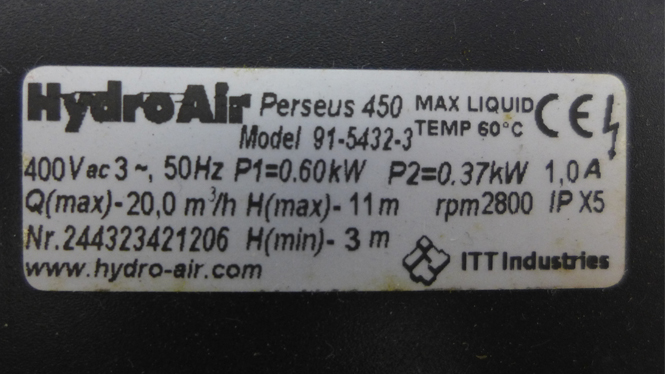 HydroAir Perseus 450 MAX LIQUID
Model 91-5432-3 TEMP 60°C CE
400Vac 3~, 50Hz P1=0.60kW P2=0.37kW 1,0A
Q(max)-20,0 m³/h H(max)-11m rpm2800 IP X5
Nr.244323421206 H(min)-3 m
www.hydro-air.com ITT Industries